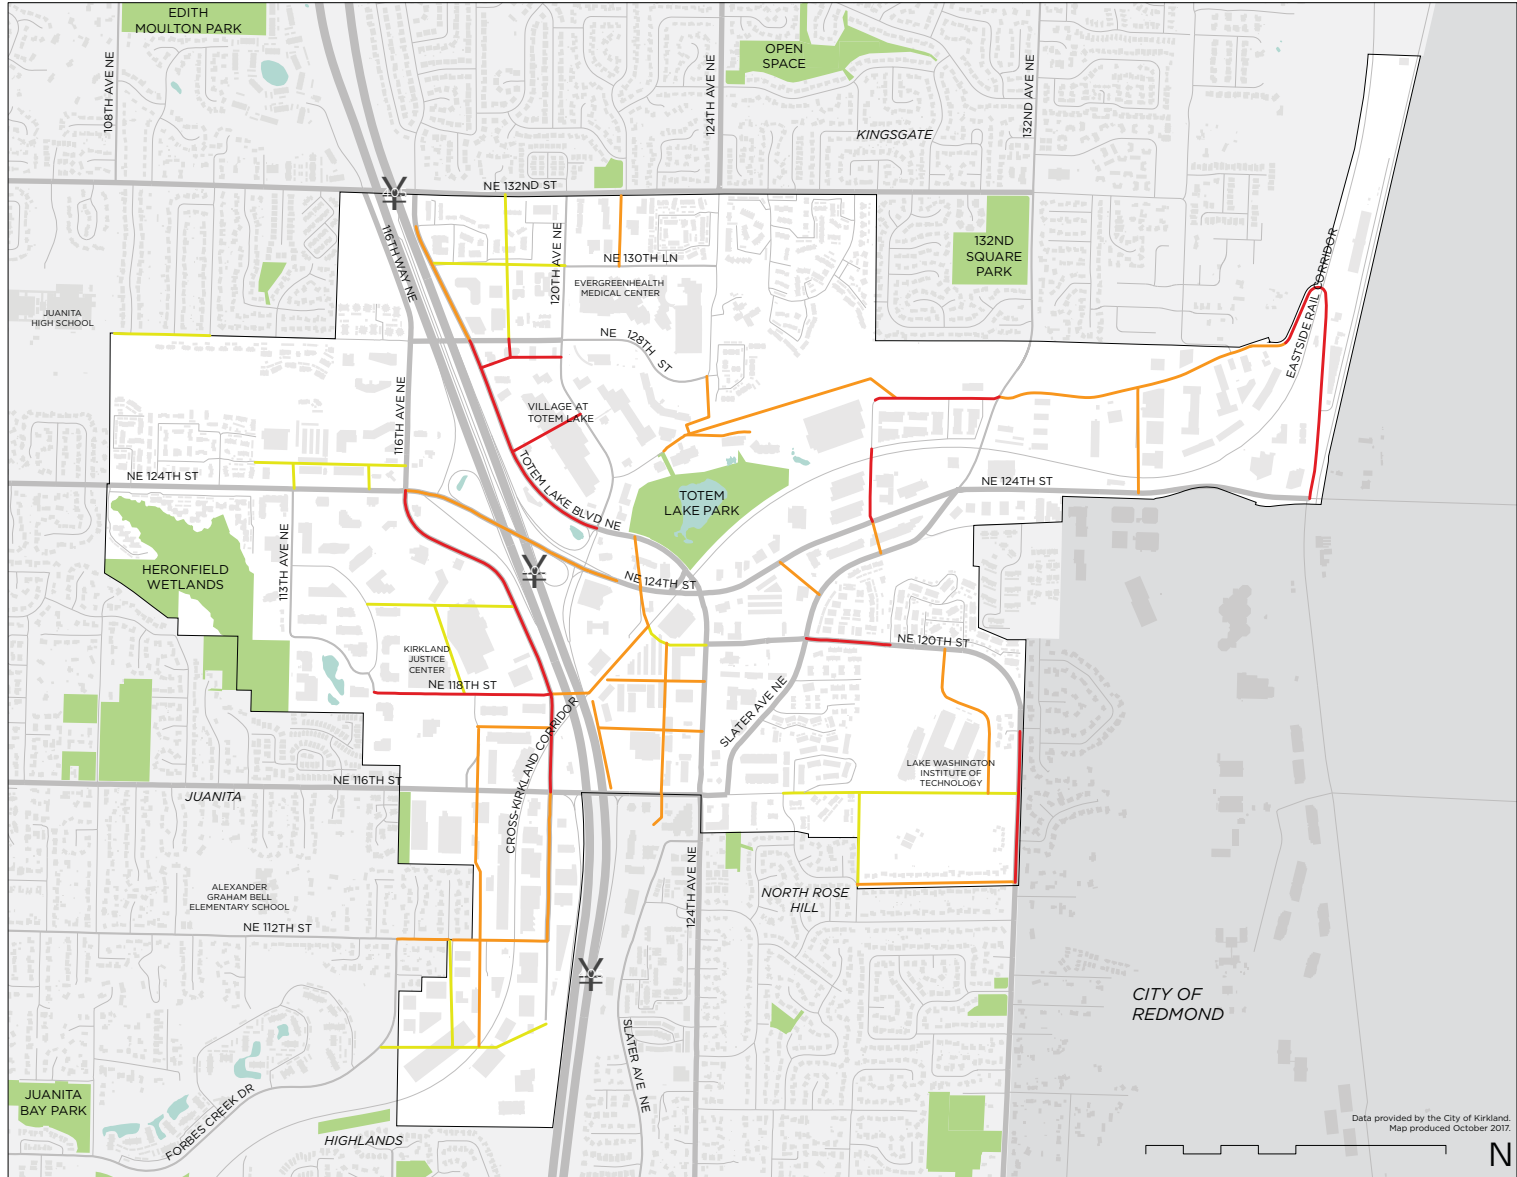 EDITH
MOULTON PARK
108TH AVE NE
124TH AVE NE
OPEN
SPACE
132ND AVE NE
KINGSGATE
NE 132ND ST
116TH WAY NE
120TH AVE NE
NE 130TH LN
EVERGREENHEALTH
MEDICAL CENTER
132ND
SQUARE
PARK
EASTSIDE RAIL CORRIDOR
JUANITA
HIGH SCHOOL
NE 128TH ST
116TH AVE NE
VILLAGE AT
TOTEM LAKE
TOTEM LAKE BLVD NE
NE 124TH ST
NE 124TH ST
TOTEM
LAKE PARK
113TH AVE NE
HERONFIELD
WETLANDS
NE 124TH ST
KIRKLAND
JUSTICE
CENTER
NE 120TH ST
NE 118TH ST
SLATER AVE NE
CROSS-KIRKLAND CORRIDOR
LAKE WASHINGTON
INSTITUTE OF
TECHNOLOGY
NE 116TH ST
JUANITA
124TH AVE NE
ALEXANDER
GRAHAM BELL
ELEMENTARY SCHOOL
NORTH ROSE
HILL
NE 112TH ST
CITY OF
REDMOND
SLATER AVE NE
JUANITA
BAY PARK
FORBES CREEK DR
HIGHLANDS
Data provided by the City of Kirkland.
Map produced October 2017.
N